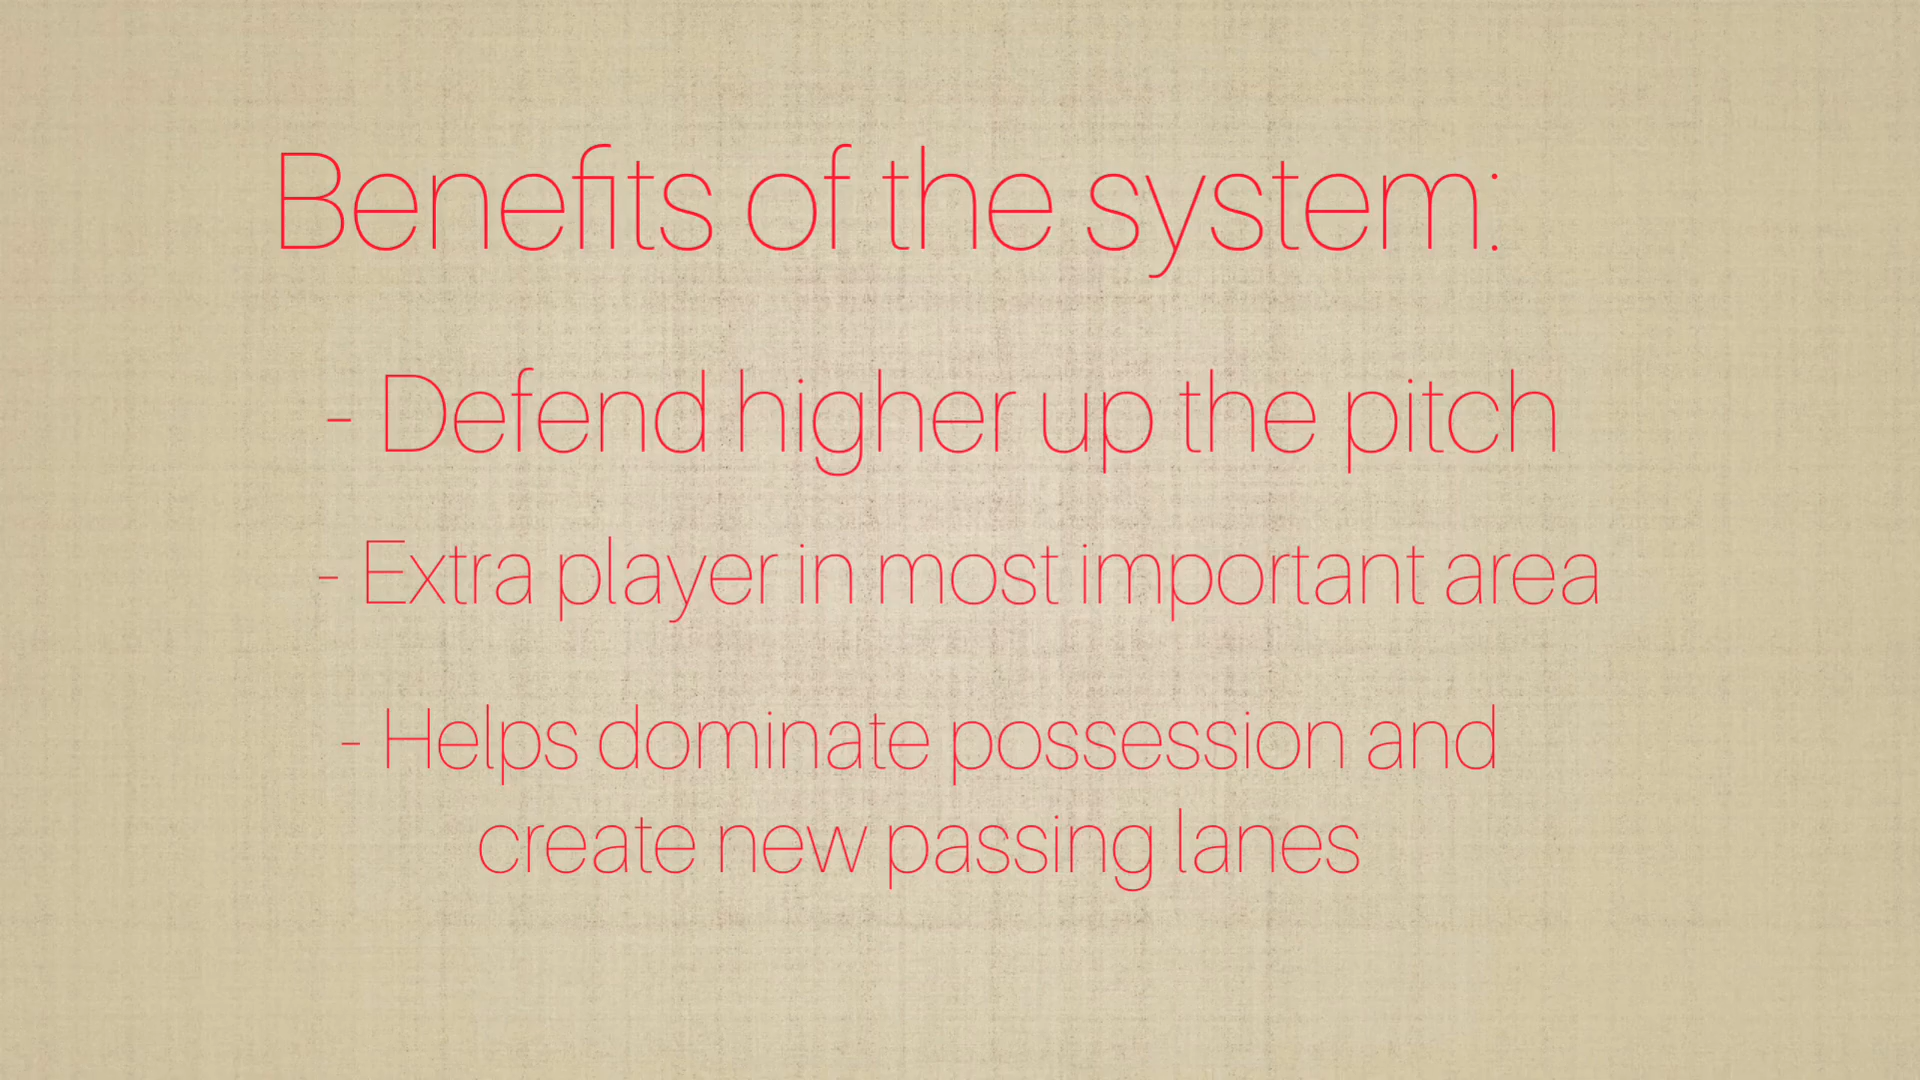 Benefits of the system:
- Defend higher up the pitch
- Extra player in most important area
- Helps dominate possession and
create new passing lanes